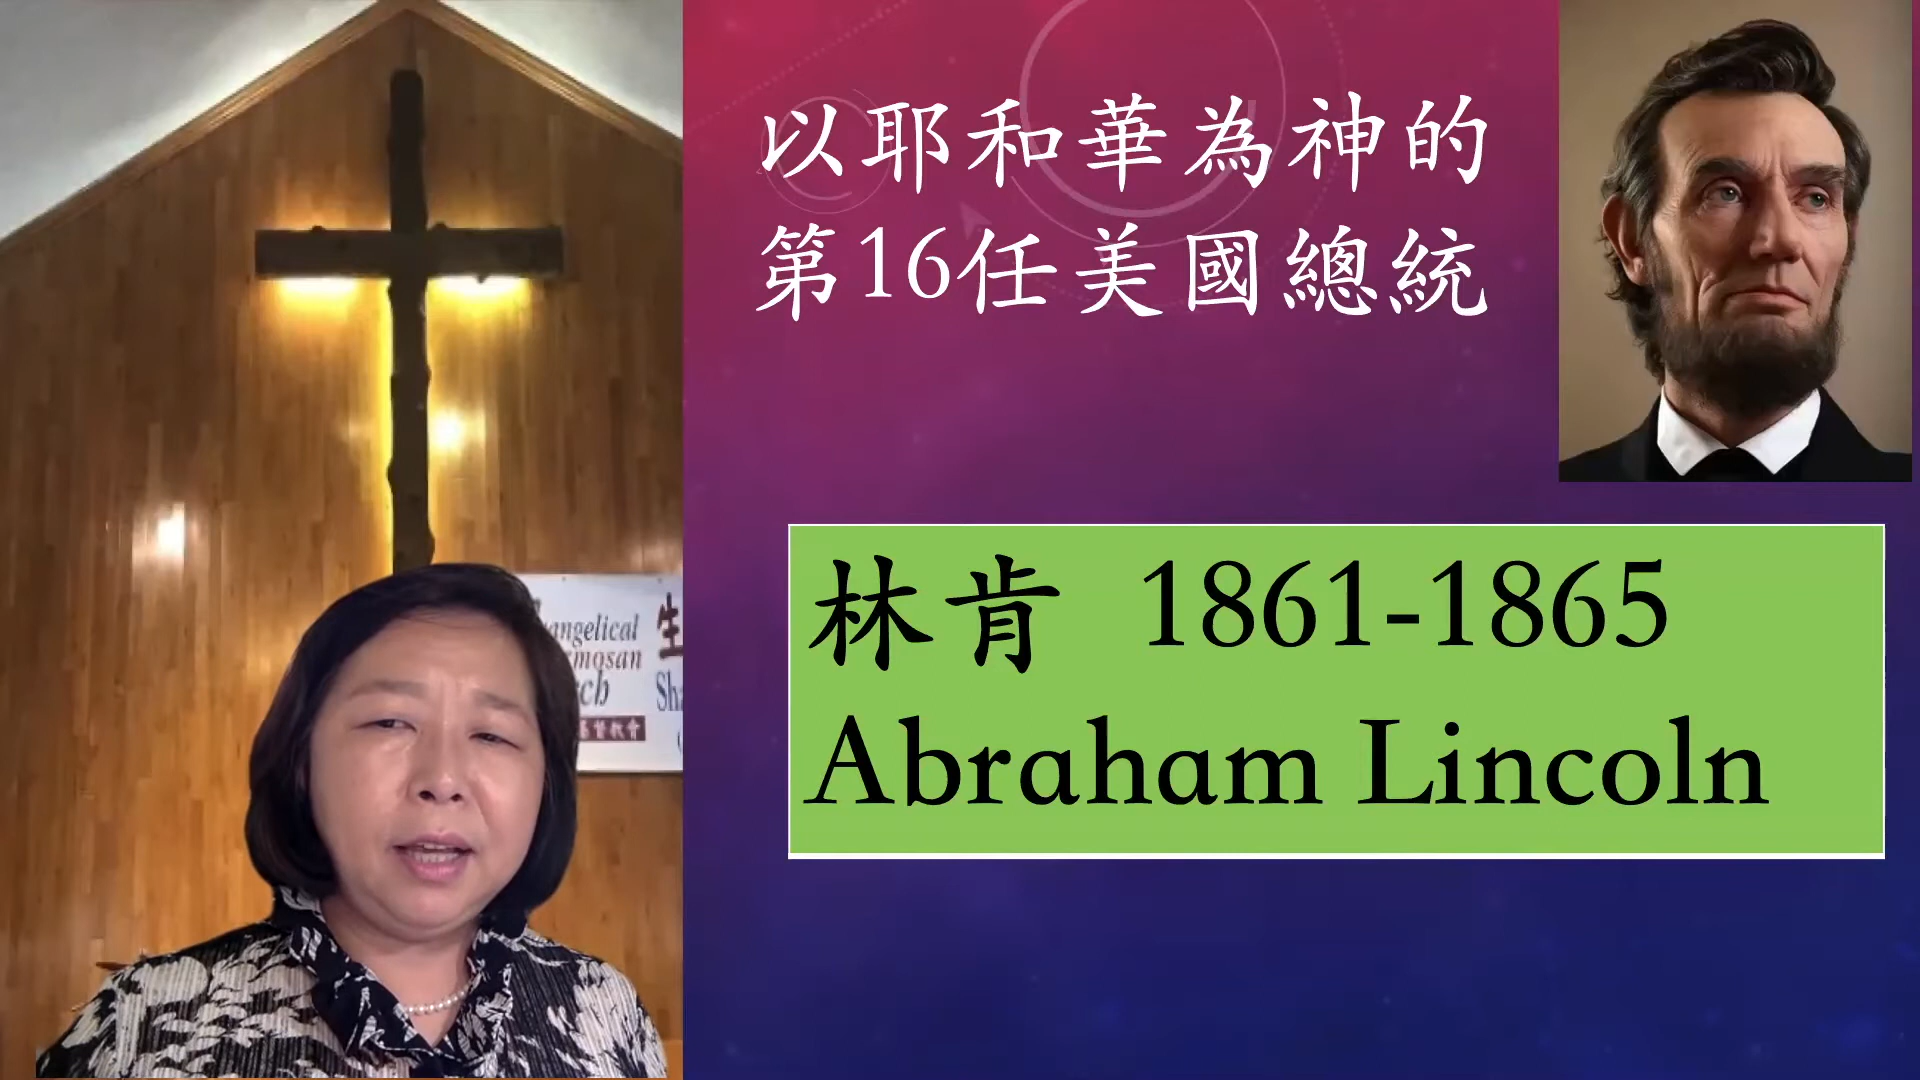 以耶和華為神的
第16任美國總統
林肯 1861-1865
Abraham Lincoln
生